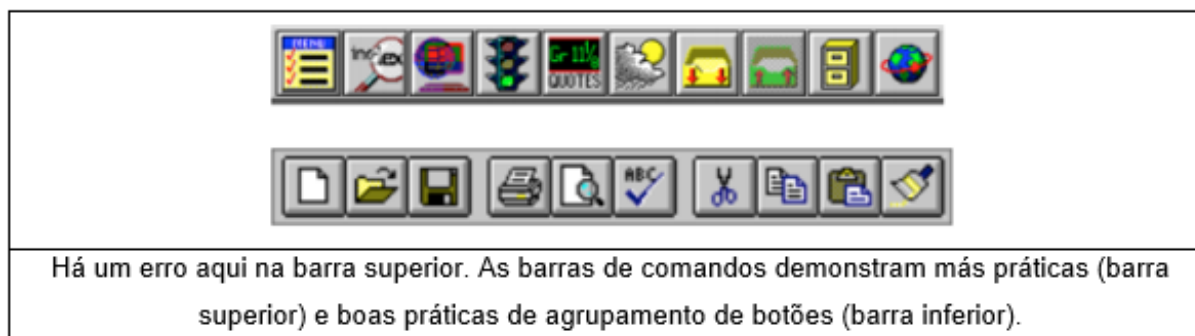 MENU
QUOTES
ABC
Há um erro aqui na barra superior. As barras de comandos demonstram más práticas (barra
superior) e boas práticas de agrupamento de botões (barra inferior).